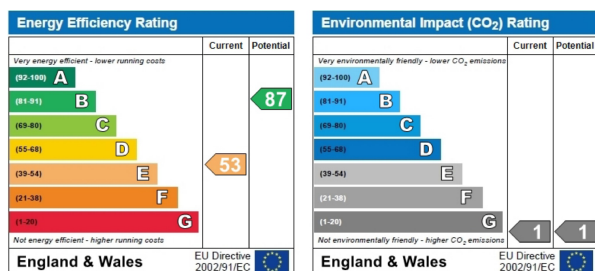 Energy Efficiency Rating
Current Potential
Very energy efficient - lower running costs
(92-100) A
(81-91) B
87
(69-80) C
(55-68) D
53
(39-54) E
(21-38) F
(1-20) G
Not energy efficient - higher running costs
England & Wales
EU Directive
2002/91/EC
Environmental Impact (CO₂) Rating
Current Potential
Very environmentally friendly - lower CO₂ emissions
(92-100) A
(81-91) B
(69-80) C
(55-68) D
(39-54) E
(21-38) F
(1-20) G
1 1
Not environmentally friendly - higher CO₂ emissions
England & Wales
EU Directive
2002/91/EC